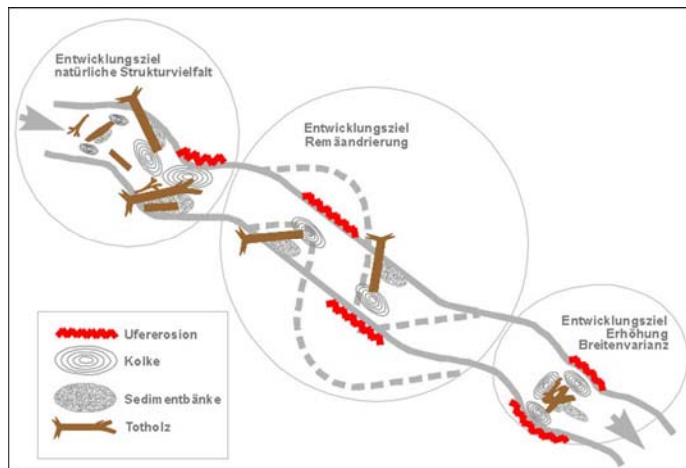 Entwicklungsziel
natürliche Strukturvielfalt
Entwicklungsziel
Remäandrierung
Entwicklungsziel
Erhöhung
Breitenvarianz
Ufererosion
Kolke
Sedimentbänke
Totholz